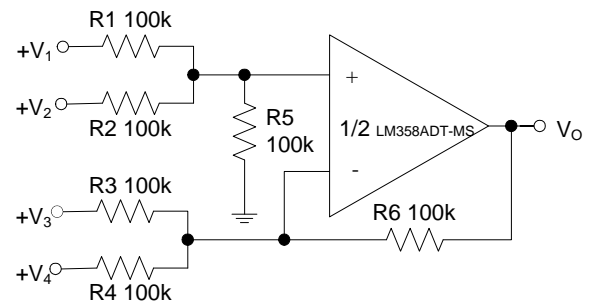 R1 100k
+V1
+V2
R2 100k
R5
100k
+
1/2 LM358ADT-MS
-
VO
R3 100k
+V3
+V4
R4 100k
R6 100k